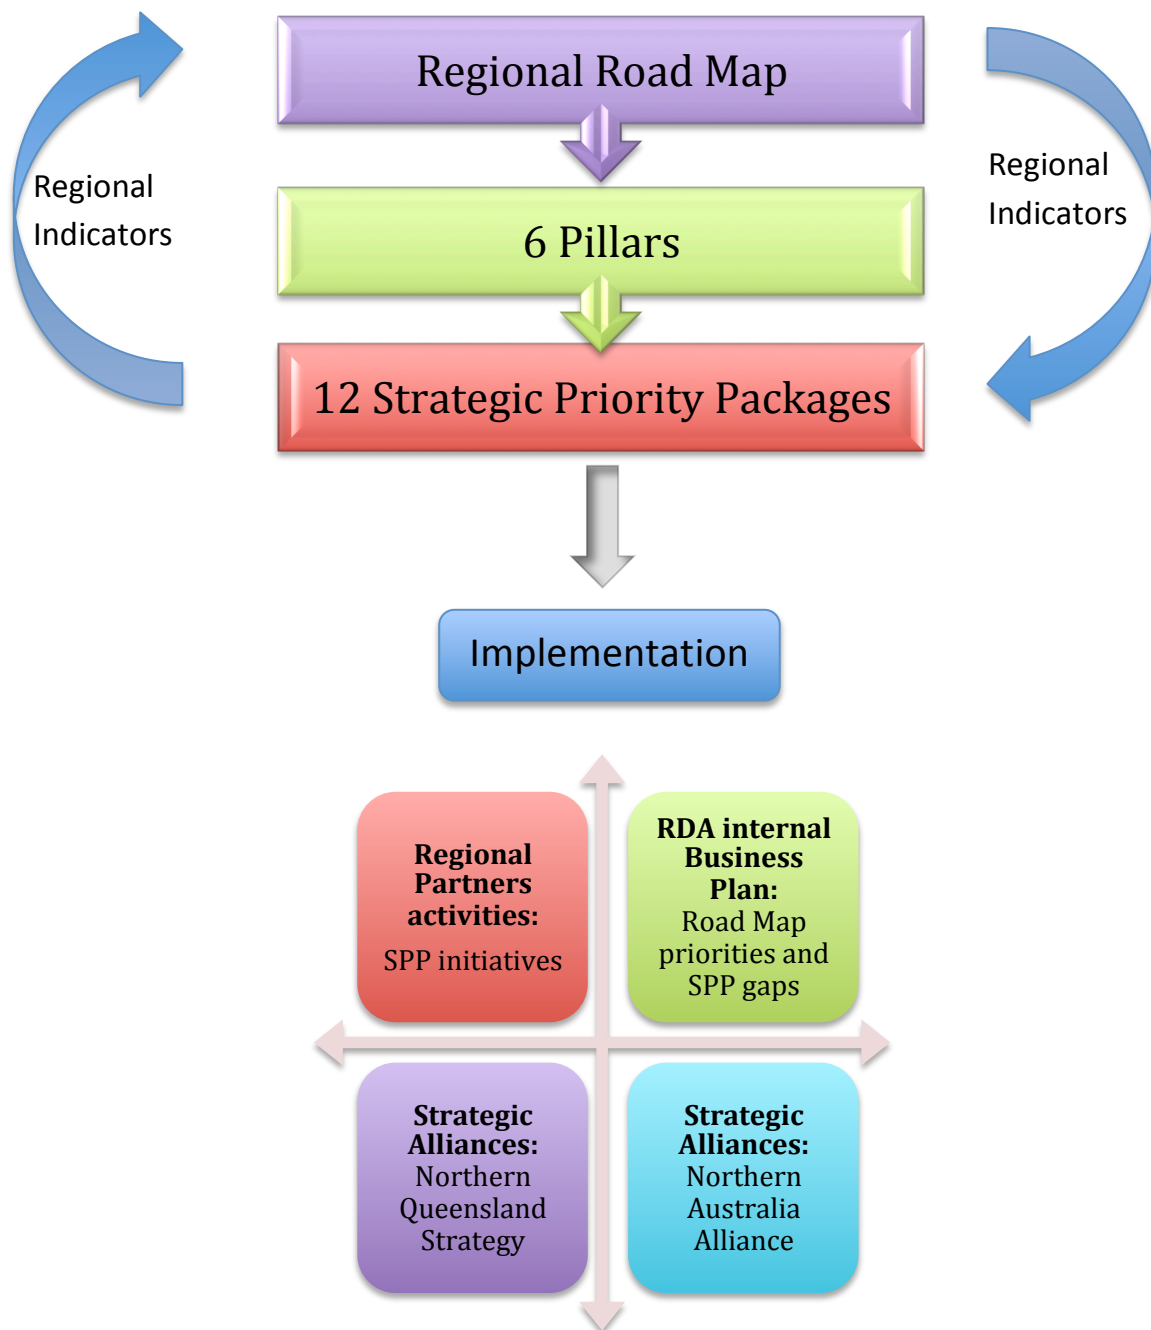 Regional Road Map
Regional
Indicators
Regional
Indicators
6 Pillars
12 Strategic Priority Packages
Implementation
Regional
Partners
activities:
SPP initiatives
RDA internal
Business
Plan:
Road Map
priorities and
SPP gaps
Strategic
Alliances:
Northern
Queensland
Strategy
Strategic
Alliances:
Northern
Australia
Alliance